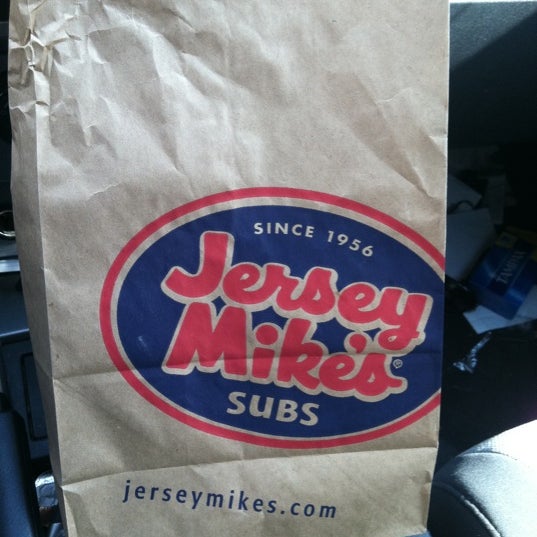 SINCE 1956
Jersey
Mike's®
SUBS
jerseymikes.com